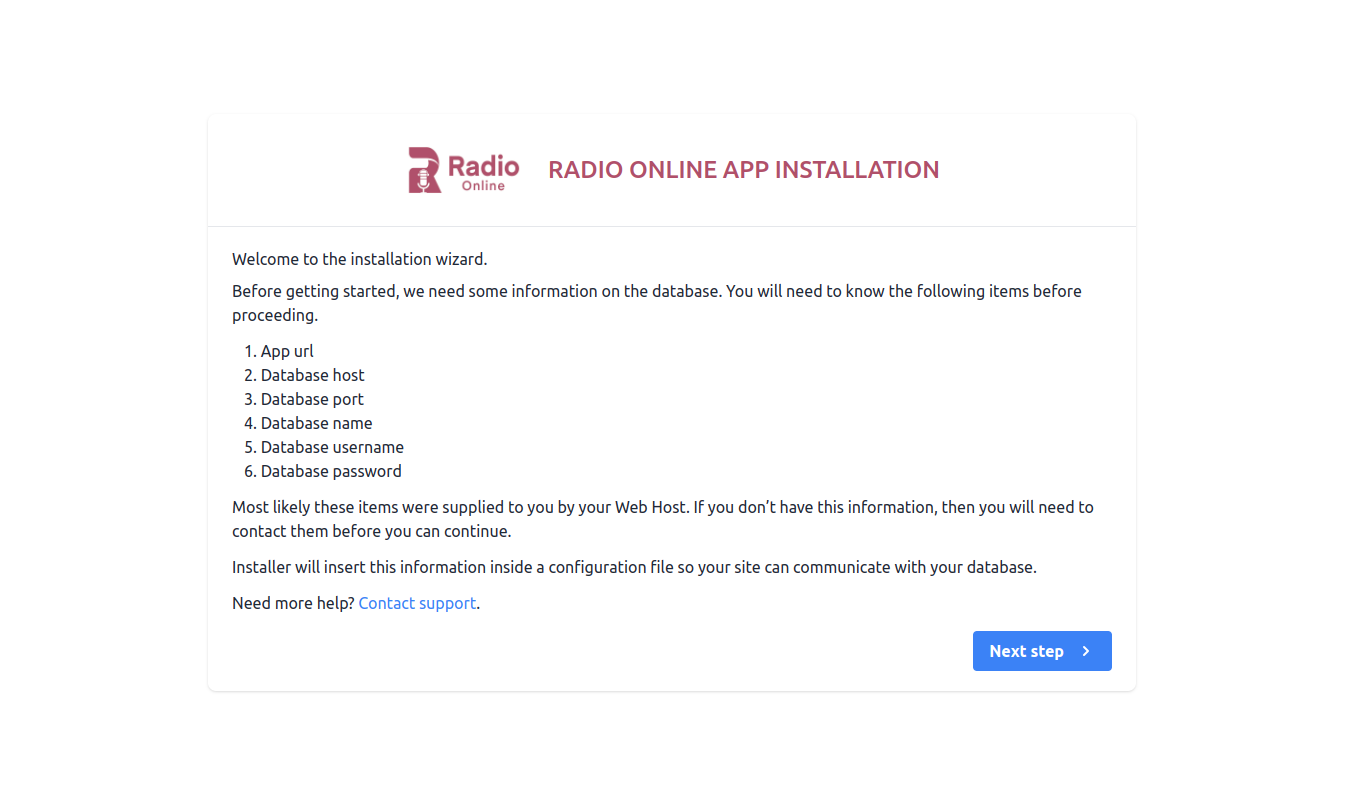 Radio
Online
RADIO ONLINE APP INSTALLATION
Welcome to the installation wizard.
Before getting started, we need some information on the database. You will need to know the following items before
proceeding.
1. App url
2. Database host
3. Database port
4. Database name
5. Database username
6. Database password
Most likely these items were supplied to you by your Web Host. If you don’t have this information, then you will need to
contact them before you can continue.
Installer will insert this information inside a configuration file so your site can communicate with your database.
Need more help? Contact support.
Next step